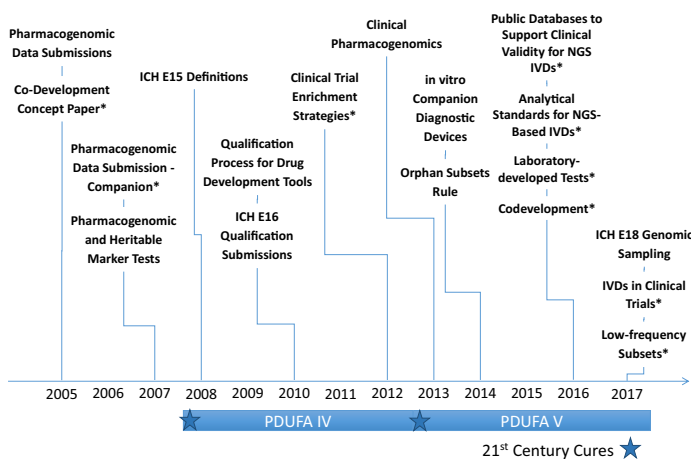 Pharmacogenomic
Data Submissions
Co-Development
Concept Paper*
Pharmacogenomic
Data Submission -
Companion*
Pharmacogenomic
and Heritable
Marker Tests
ICH E15 Definitions
Qualification
Process for Drug
Development Tools
ICH E16
Qualification
Submissions
Clinical Trial
Enrichment
Strategies*
Clinical
Pharmacogenomics
in vitro
Companion
Diagnostic
Devices
Orphan Subsets
Rule
Public Databases to
Support Clinical
Validity for NGS
IVDs*
Analytical
Standards for NGS-
Based IVDs*
Laboratory-
developed Tests*
Codevelopment*
ICH E18 Genomic
Sampling
IVDs in Clinical
Trials*
Low-frequency
Subsets*
2005 2006 2007 2008 2009 2010 2011 2012 2013 2014 2015 2016 2017
PDUFA IV PDUFA V
21st Century Cures